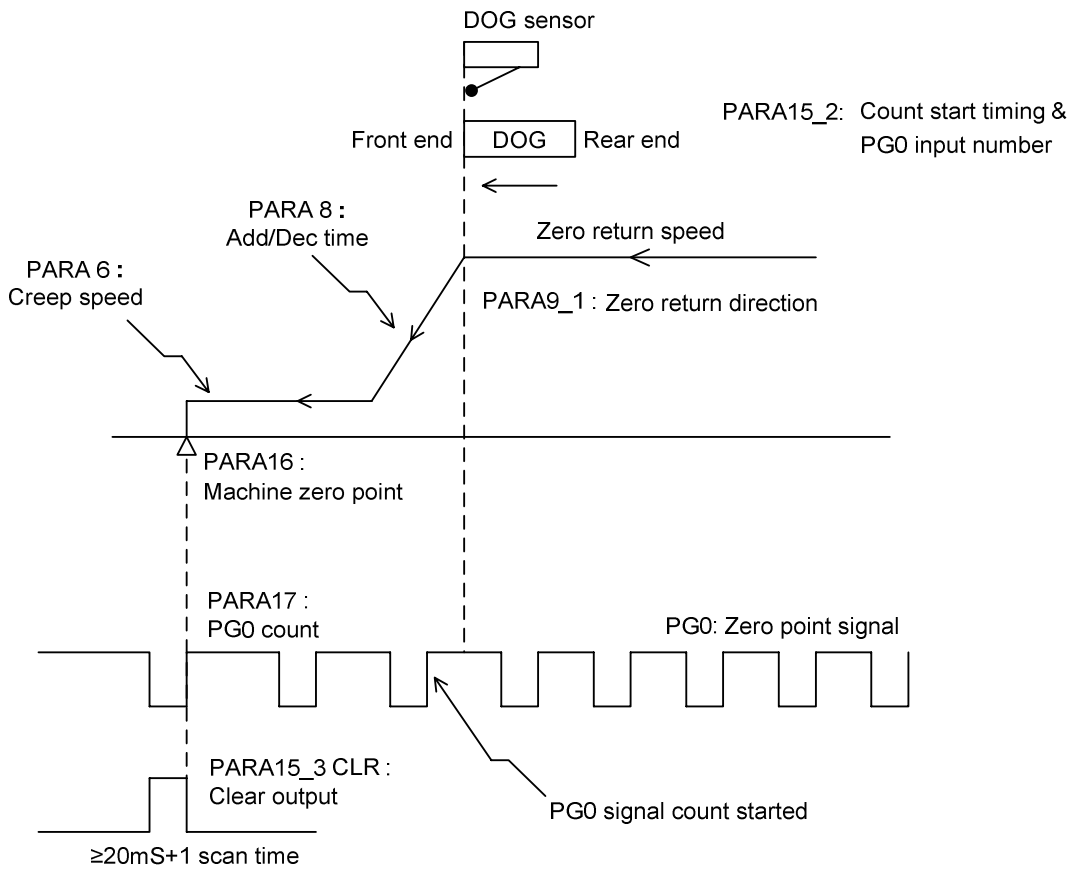 DOG sensor
PARA15_2: Count start timing &
PG0 input number
Front end
DOG
Rear end
PARA 8 :
Add/Dec time
Zero return speed
PARA 6 :
Creep speed
PARA9_1 : Zero return direction
PARA16 :
Machine zero point
PARA17 :
PG0 count
PG0: Zero point signal
PARA15_3 CLR :
Clear output
PG0 signal count started
≥20mS+1 scan time